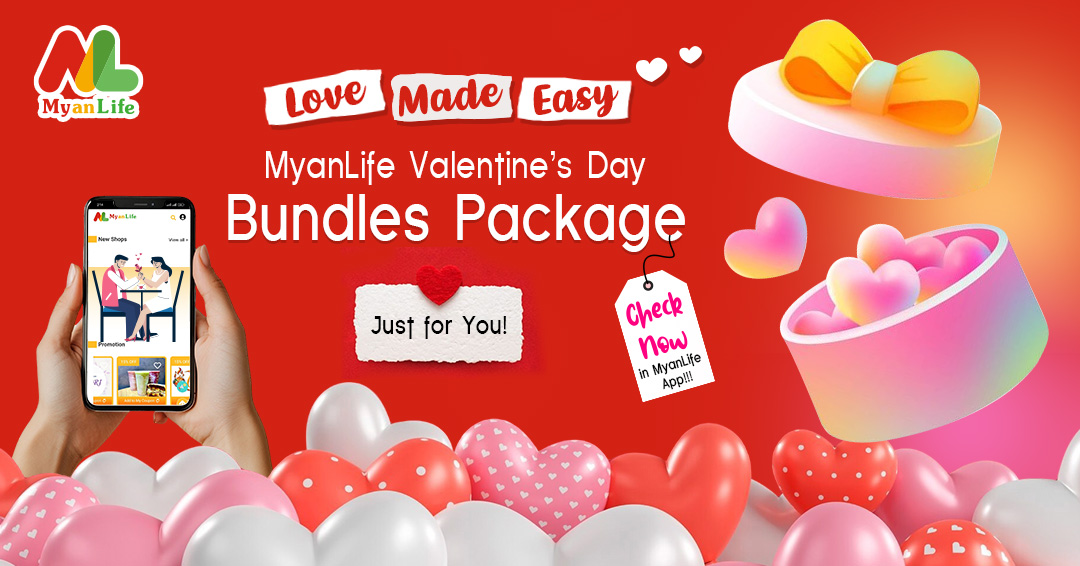 MyanLife
Love Made Easy
MyanLife Valentine's Day
Bundles Package
MyanLife
New Shops
View all >
Just for You!
Check
Now
in MyanLife
App!!!
Promotion